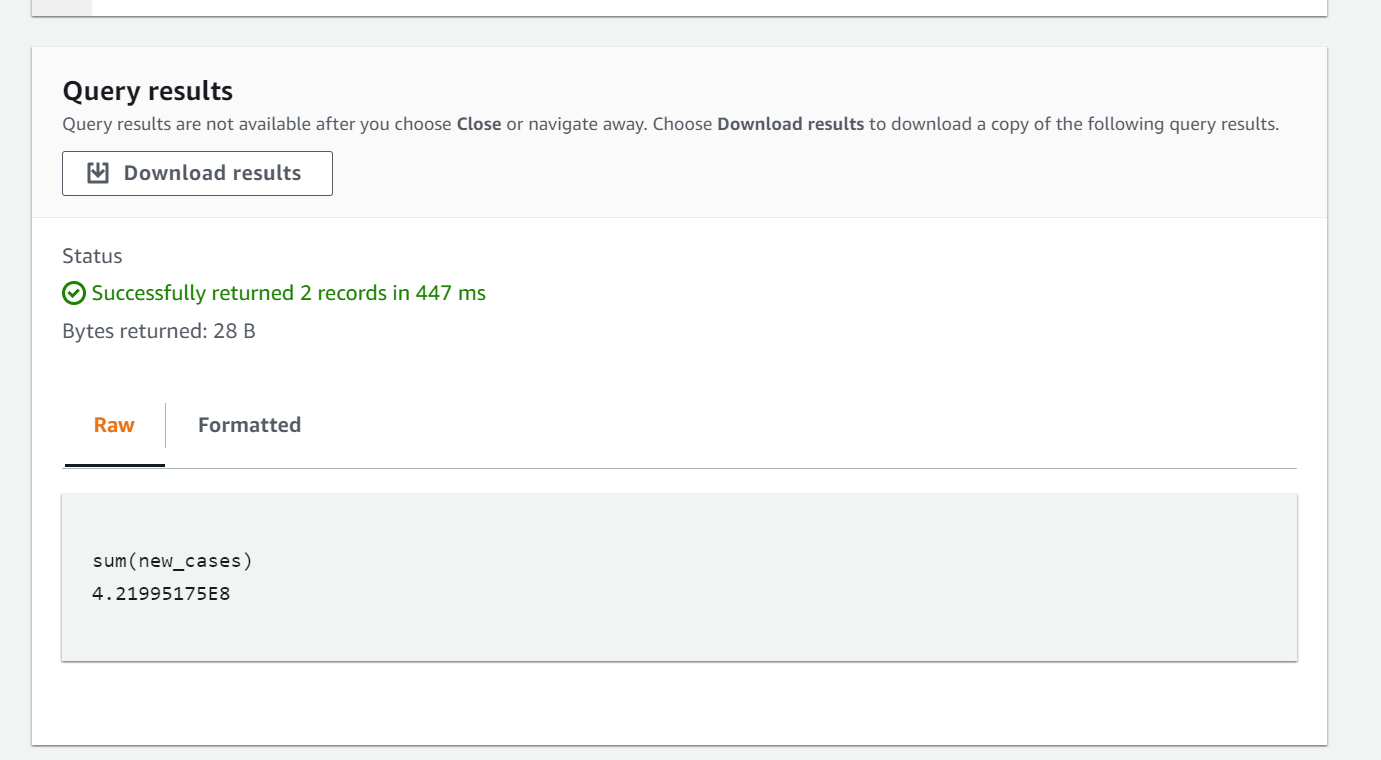 Query results
Query results are not available after you choose Close or navigate away. Choose Download results to download a copy of the following query results.
Download results
Status
Successfully returned 2 records in 447 ms
Bytes returned: 28 B
Raw
Formatted
sum(new_cases)
4.21995175E8